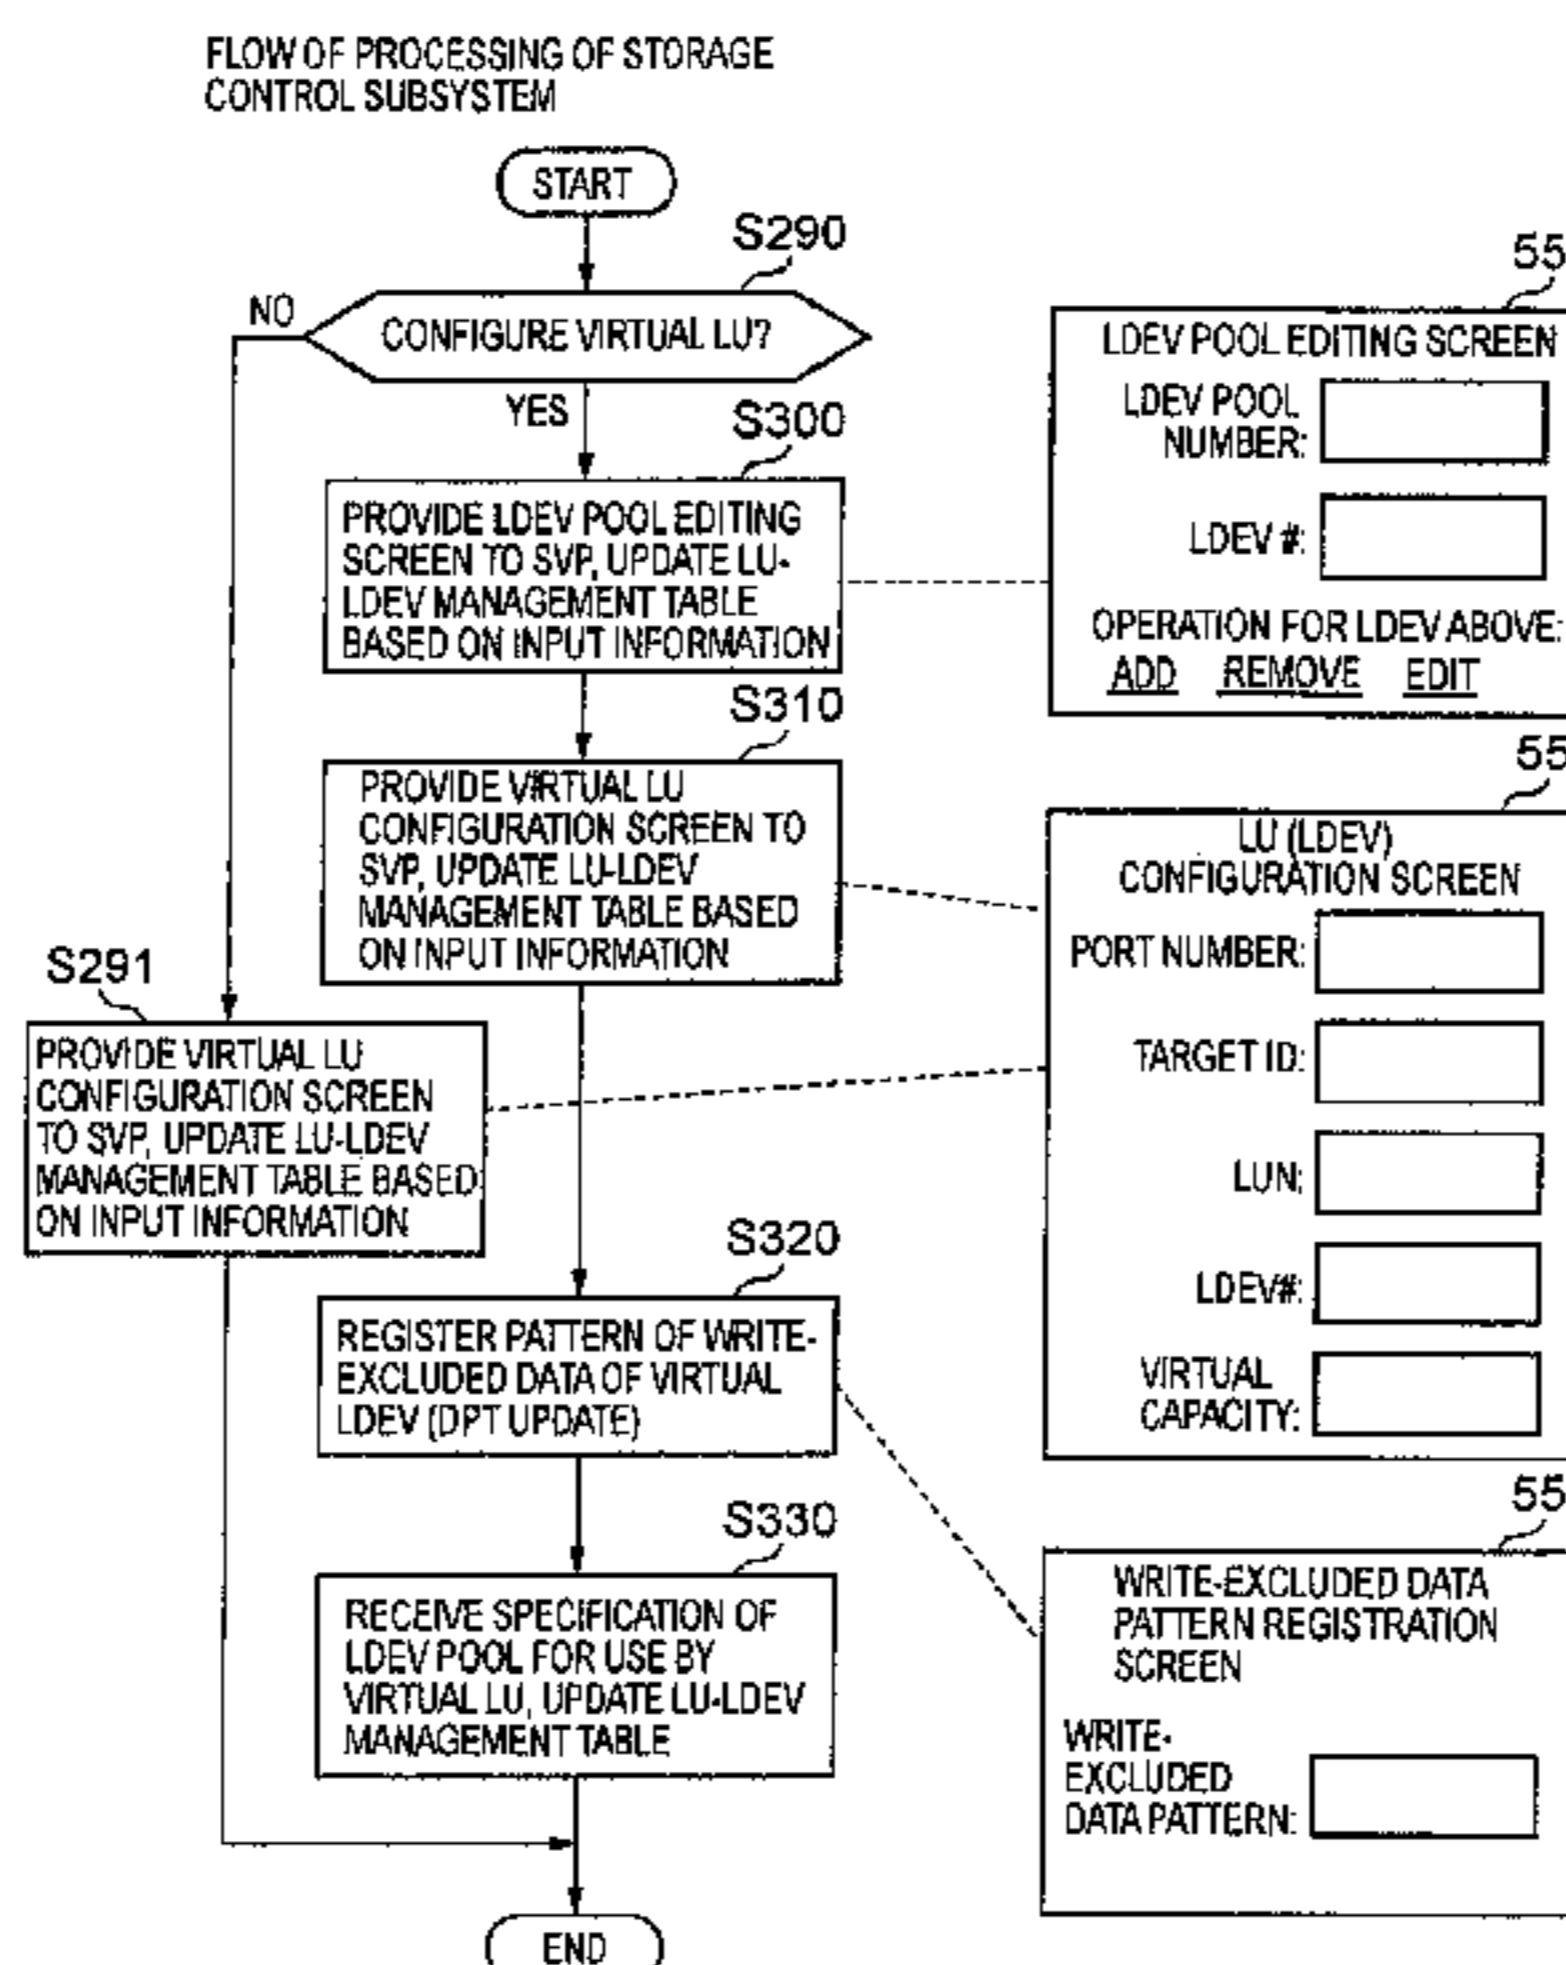 FLOW OF PROCESSING OF STORAGE
CONTROL SUBSYSTEM
START
S290
NO
CONFIGURE VIRTUAL LU?
YES
S300
PROVIDE LDEV POOL EDITING
SCREEN TO SVP, UPDATE LU-
LDEV MANAGEMENT TABLE
BASED ON INPUT INFORMATION
S310
PROVIDE VIRTUAL LU
CONFIGURATION SCREEN TO
SVP, UPDATE LU-LDEV
MANAGEMENT TABLE BASED
ON INPUT INFORMATION
S291
PROVIDE VIRTUAL LU
CONFIGURATION SCREEN
TO SVP, UPDATE LU-LDEV
MANAGEMENT TABLE BASED
ON INPUT INFORMATION
S320
REGISTER PATTERN OF WRITE-
EXCLUDED DATA OF VIRTUAL
LDEV (DPT UPDATE)
S330
RECEIVE SPECIFICATION OF
LDEV POOL FOR USE BY
VIRTUAL LU, UPDATE LU-LDEV
MANAGEMENT TABLE
END
55
LDEV POOL EDITING SCREEN
LDEV POOL
NUMBER:
LDEV #:
OPERATION FOR LDEV ABOVE:
ADD REMOVE EDIT
55
LU (LDEV)
CONFIGURATION SCREEN
PORT NUMBER:
TARGET ID:
LUN:
LDEV#:
VIRTUAL
CAPACITY:
55
WRITE-EXCLUDED DATA
PATTERN REGISTRATION
SCREEN
WRITE-
EXCLUDED
DATA PATTERN: